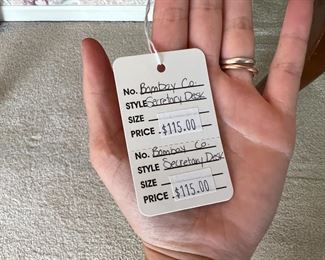 No. Bombay Co.
STYLE Secretary Desk
SIZE
PRICE . $115.00
No. Bombay Co.
STYLE Secretary Desk
SIZE
PRICE . $115.00